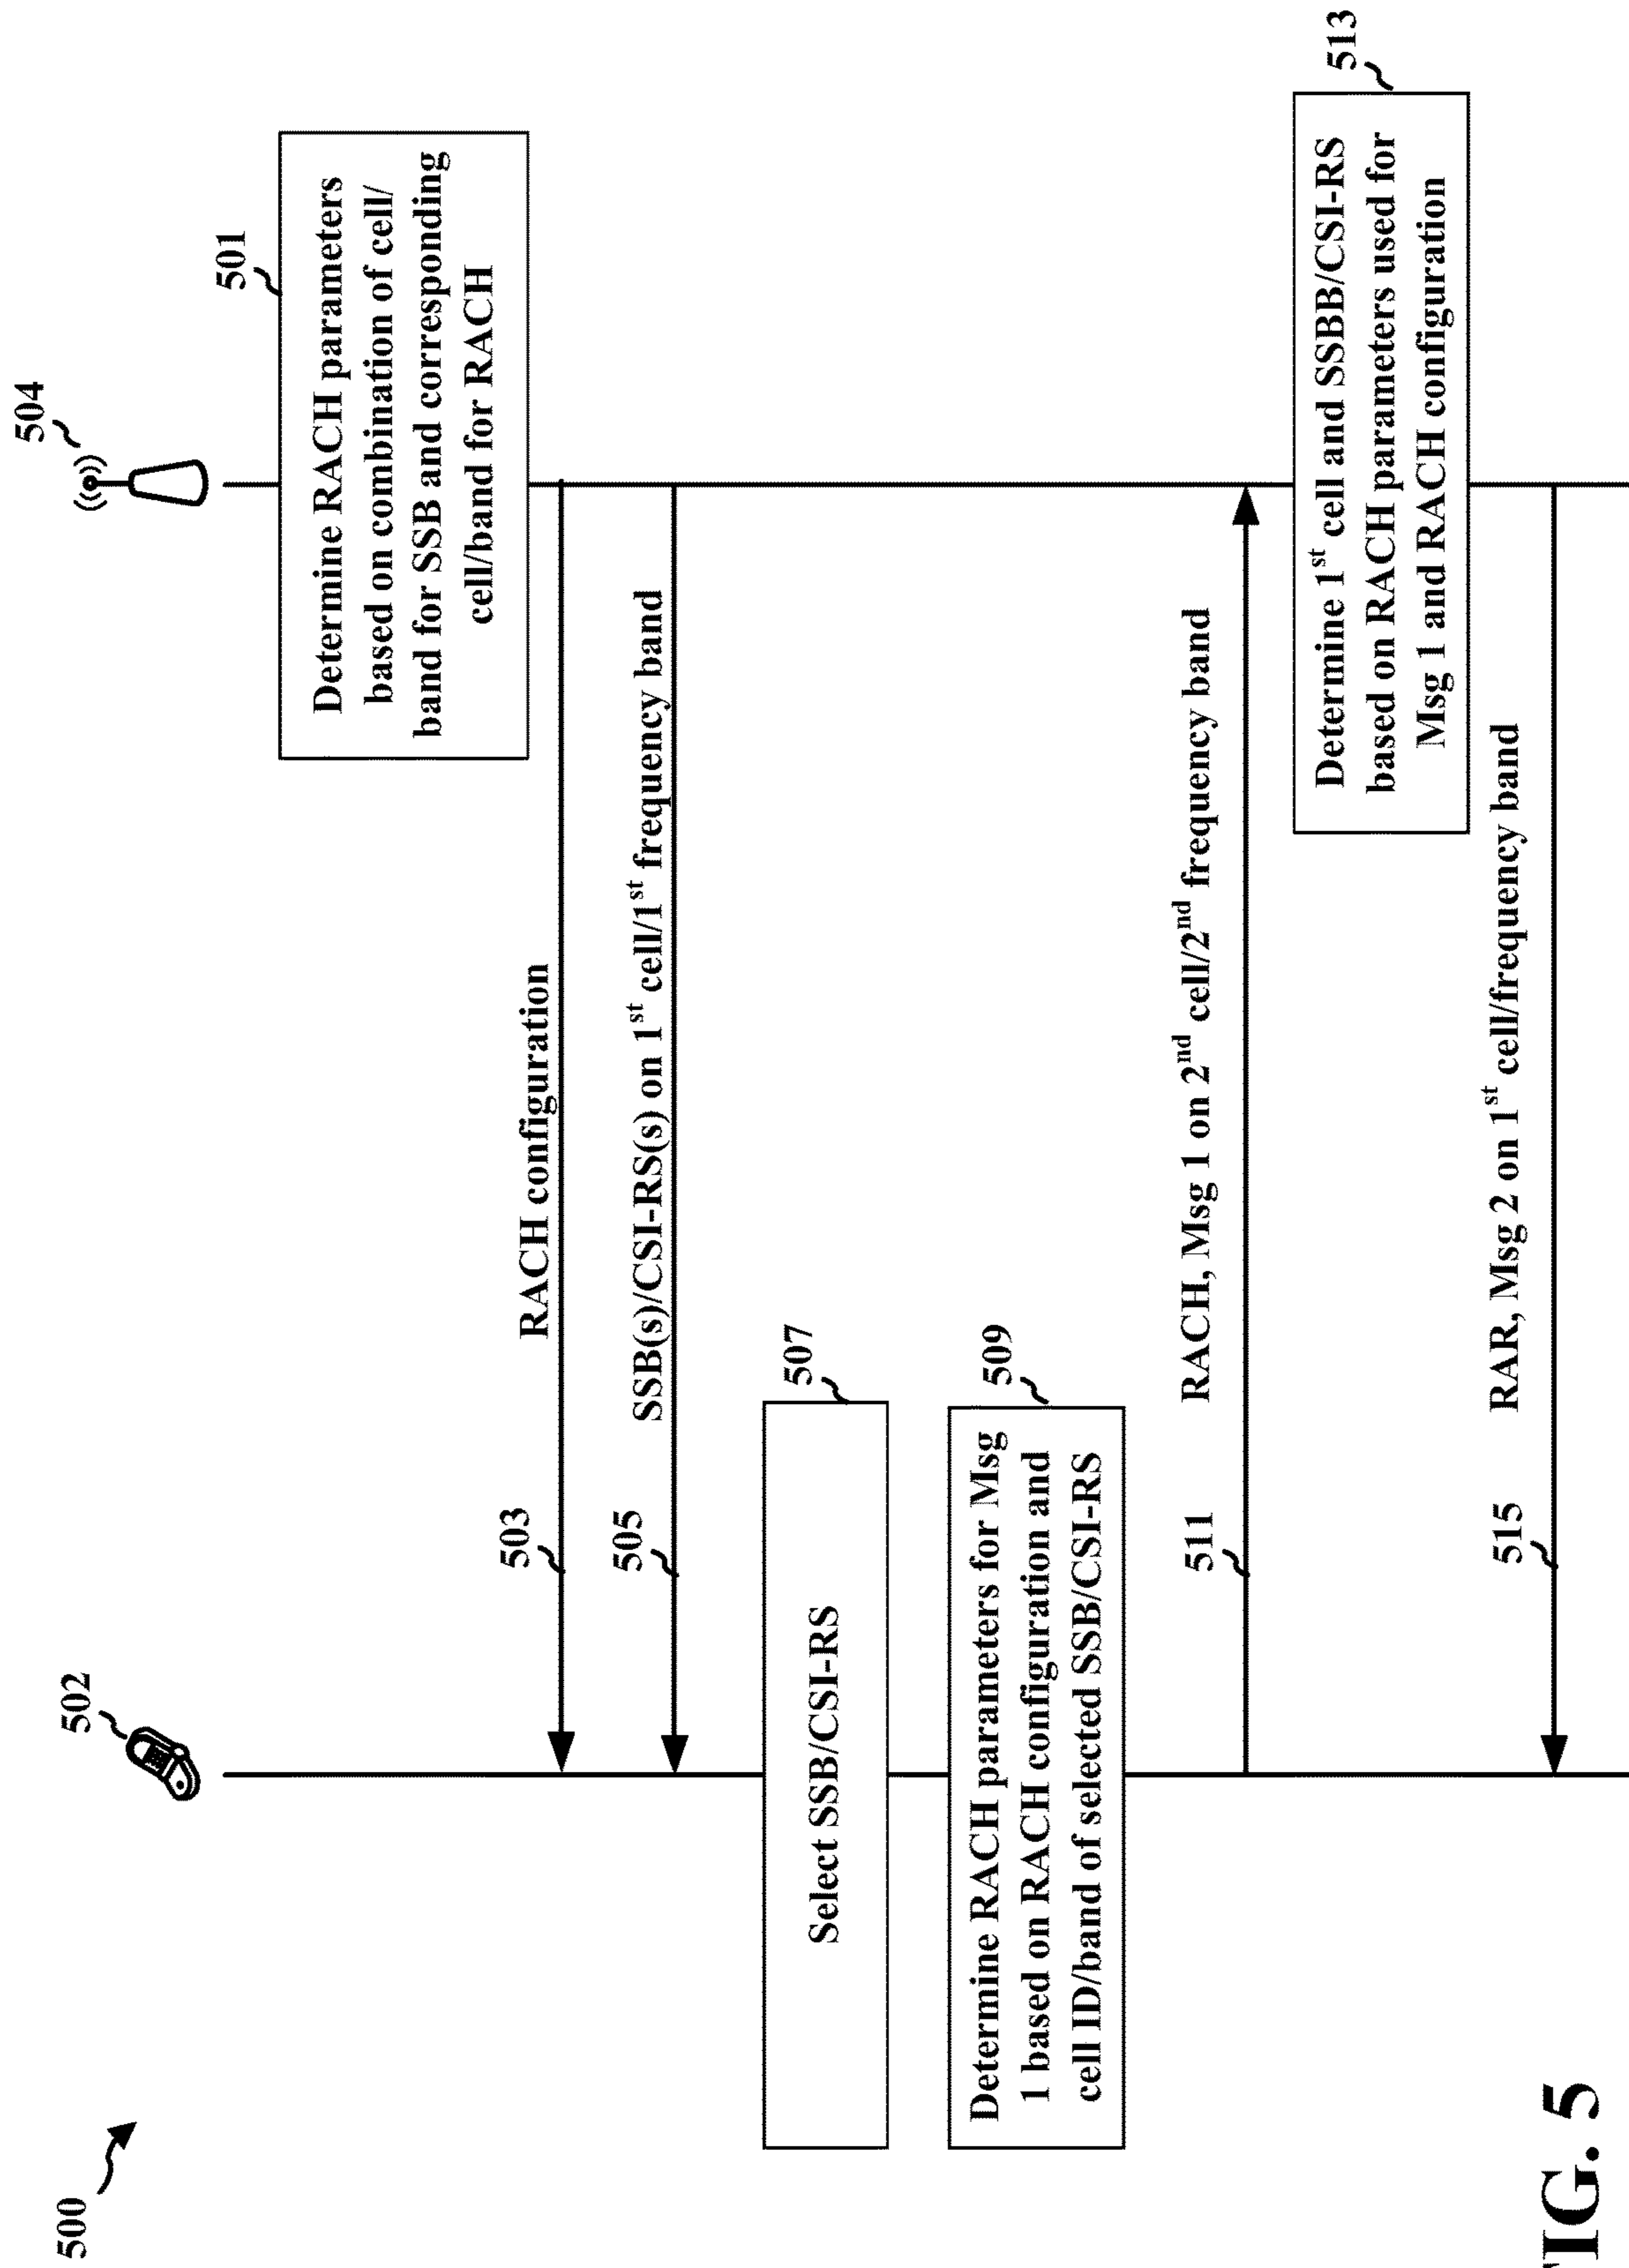 500
502
504
501
Determine RACH parameters
based on combination of cell/
band for SSB and corresponding
cell/band for RACH
503
RACH configuration
505
SSB(s)/CSI-RS(s) on 1st cell/1st frequency band
507
Select SSB/CSI-RS
509
Determine RACH parameters for Msg
1 based on RACH configuration and
cell ID/band of selected SSB/CSI-RS
511
RACH, Msg 1 on 2nd cell/2nd frequency band
513
Determine 1st cell and SSBB/CSI-RS
based on RACH parameters used for
Msg 1 and RACH configuration
515
RAR, Msg 2 on 1st cell/frequency band
IG. 5